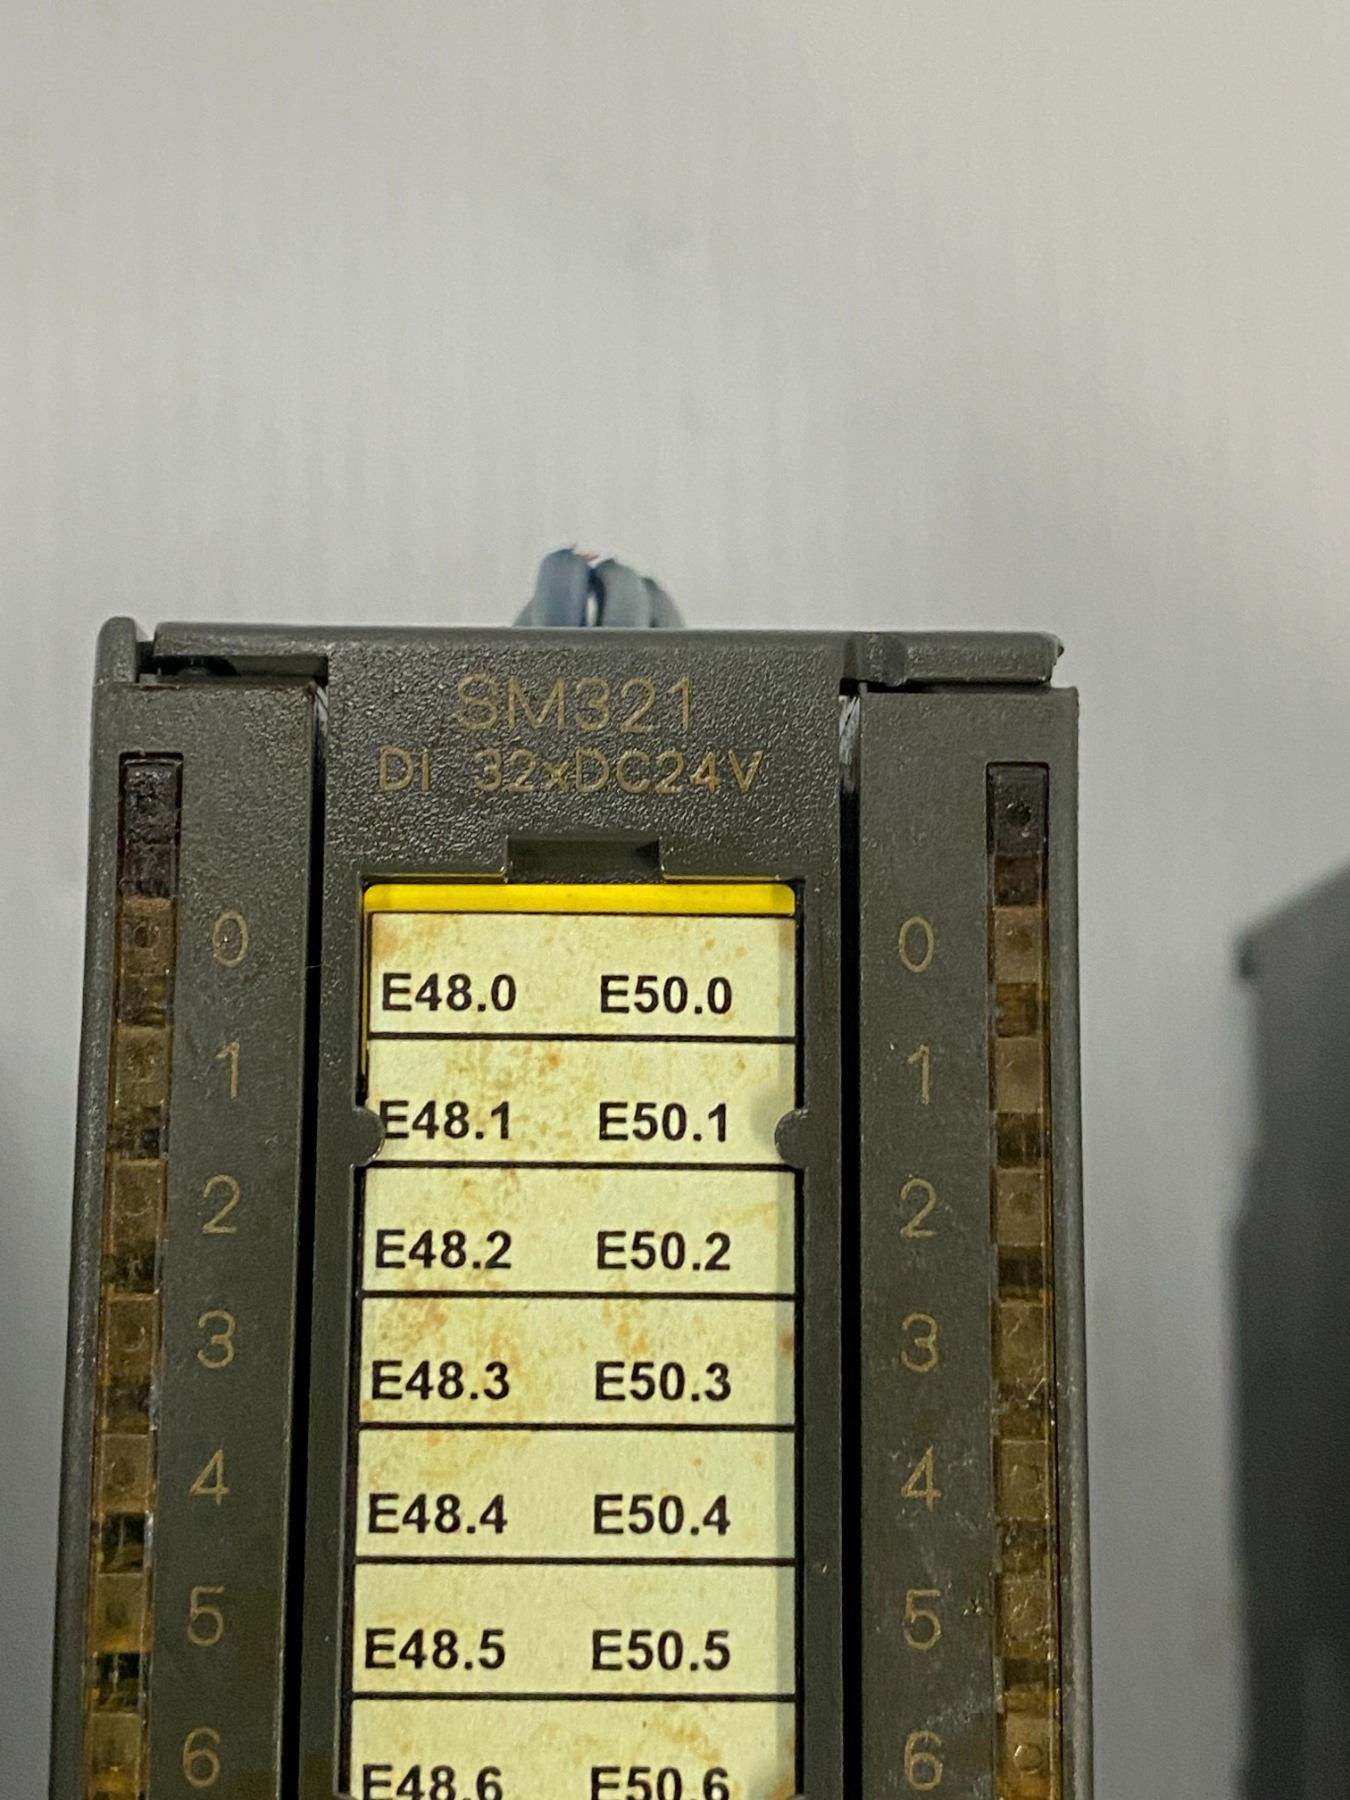 SM321
DI 32xDC24V
0 E48.0 E50.0 0
1 E48.1 E50.1 1
2 E48.2 E50.2 2
3 E48.3 E50.3 3
4 E48.4 E50.4 4
5 E48.5 E50.5 5
6 E48.6 E50.6 6